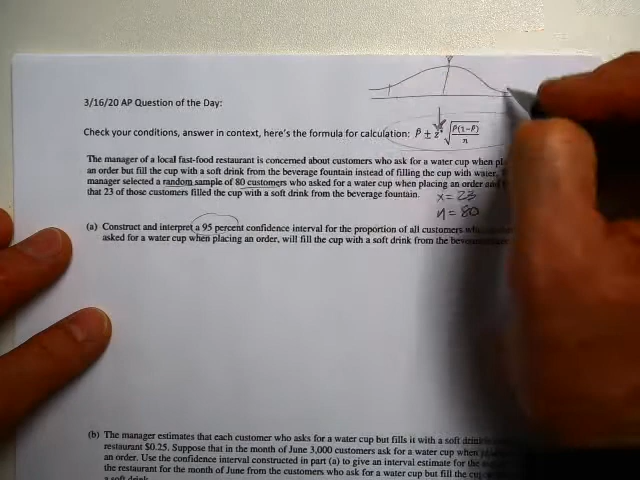 3/16/20 AP Question of the Day:
Check your conditions, answer in context, here's the formula for calculation: p ± z* √p(1-p)/n
The manager of a local fast-food restaurant is concerned about customers who ask for a water cup when pl
an order but fill the cup with a soft drink from the beverage fountain instead of filling the cup with water.
manager selected a random sample of 80 customers who asked for a water cup when placing an order and
that 23 of those customers filled the cup with a soft drink from the beverage fountain.
x = 23
n = 80
(a) Construct and interpret a 95 percent confidence interval for the proportion of all customers
asked for a water cup when placing an order, will fill the cup with a soft drink from the
(b) The manager estimates that each customer who asks for a water cup but fills it with a soft drink
restaurant $0.25. Suppose that in the month of June 3,000 customers ask for a water cup when
an order. Use the confidence interval constructed in part (a) to give an interval estimate for the
the restaurant for the month of June from the customers who ask for a water cup but fill the cup
a soft drink.